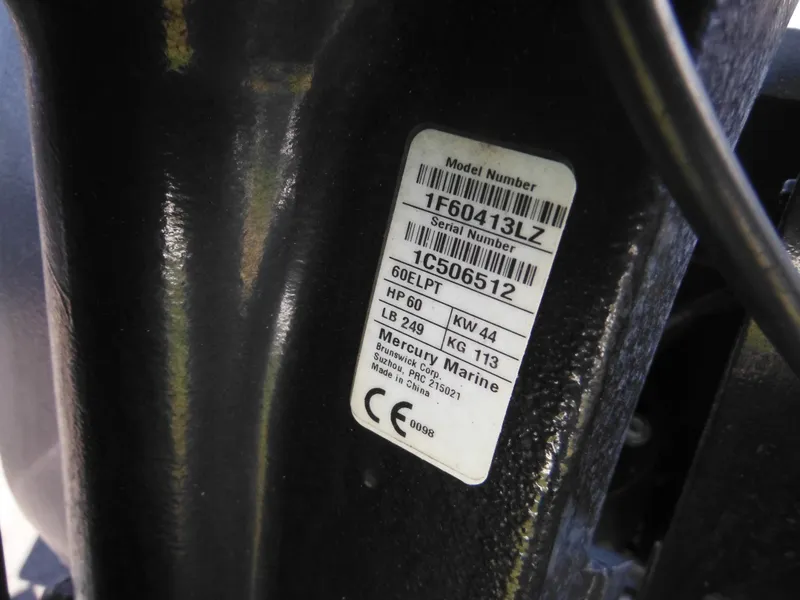 Model Number
1F60413LZ
Serial Number
1C506512
60ELPT
HP 60 KW 44
LB 249 KG 113
Mercury Marine
Brunswick Corp.
Suzhou, PRC 215021
Made in China
CE 0098